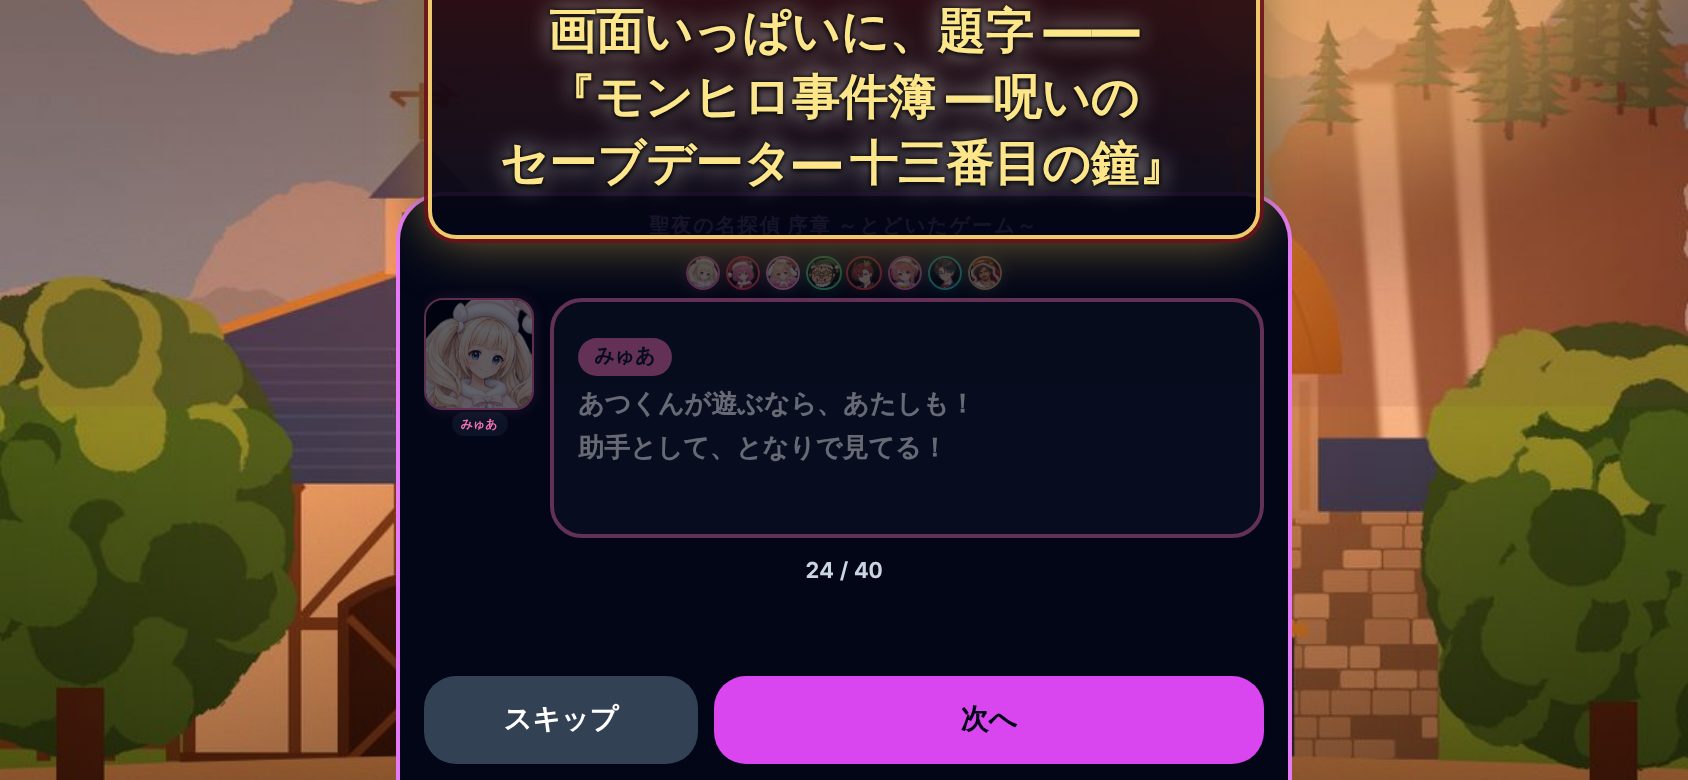 画面いっぱいに、題字 ――
『モンヒロ事件簿 ―呪いの
セーブデータ― 十三番目の鐘』
聖夜の名探偵 序章 ～とどいたゲーム～
みゅあ
みゅあ
あつくんが遊ぶなら、あたしも！
助手として、となりで見てる！
24 / 40
スキップ
次へ